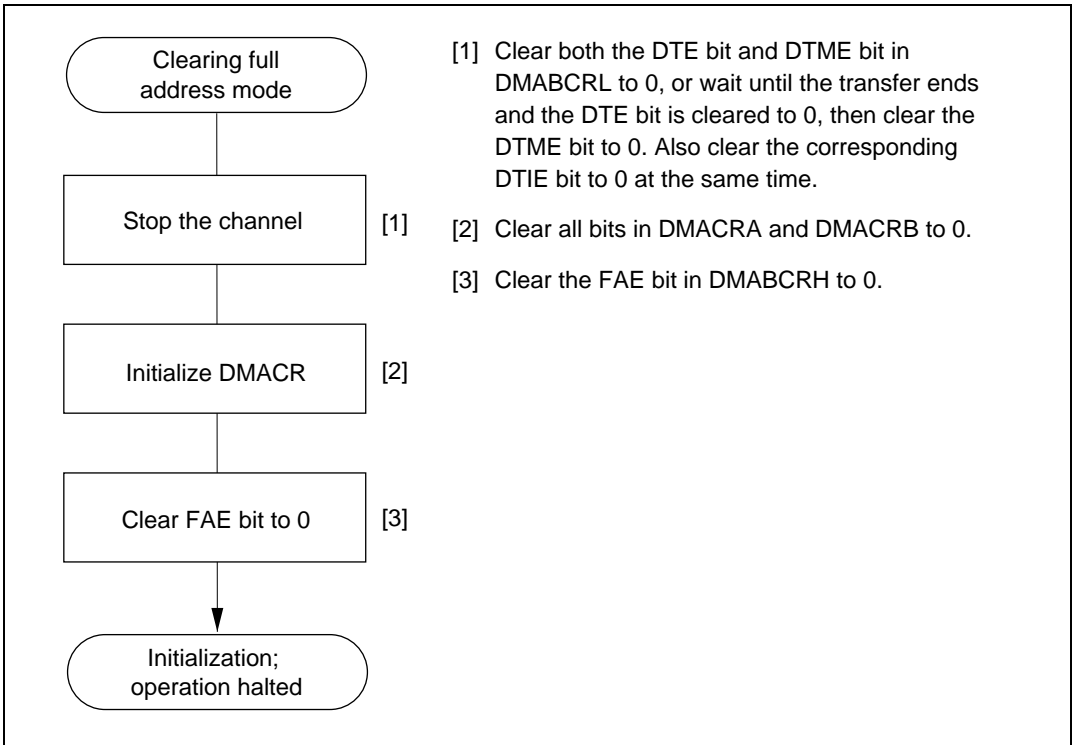 Clearing full
address mode
Stop the channel
[1]
Initialize DMACR
[2]
Clear FAE bit to 0
[3]
Initialization;
operation halted
[1] Clear both the DTE bit and DTME bit in
DMABCRL to 0, or wait until the transfer ends
and the DTE bit is cleared to 0, then clear the
DTME bit to 0. Also clear the corresponding
DTIE bit to 0 at the same time.
[2] Clear all bits in DMACRA and DMACRB to 0.
[3] Clear the FAE bit in DMABCRH to 0.